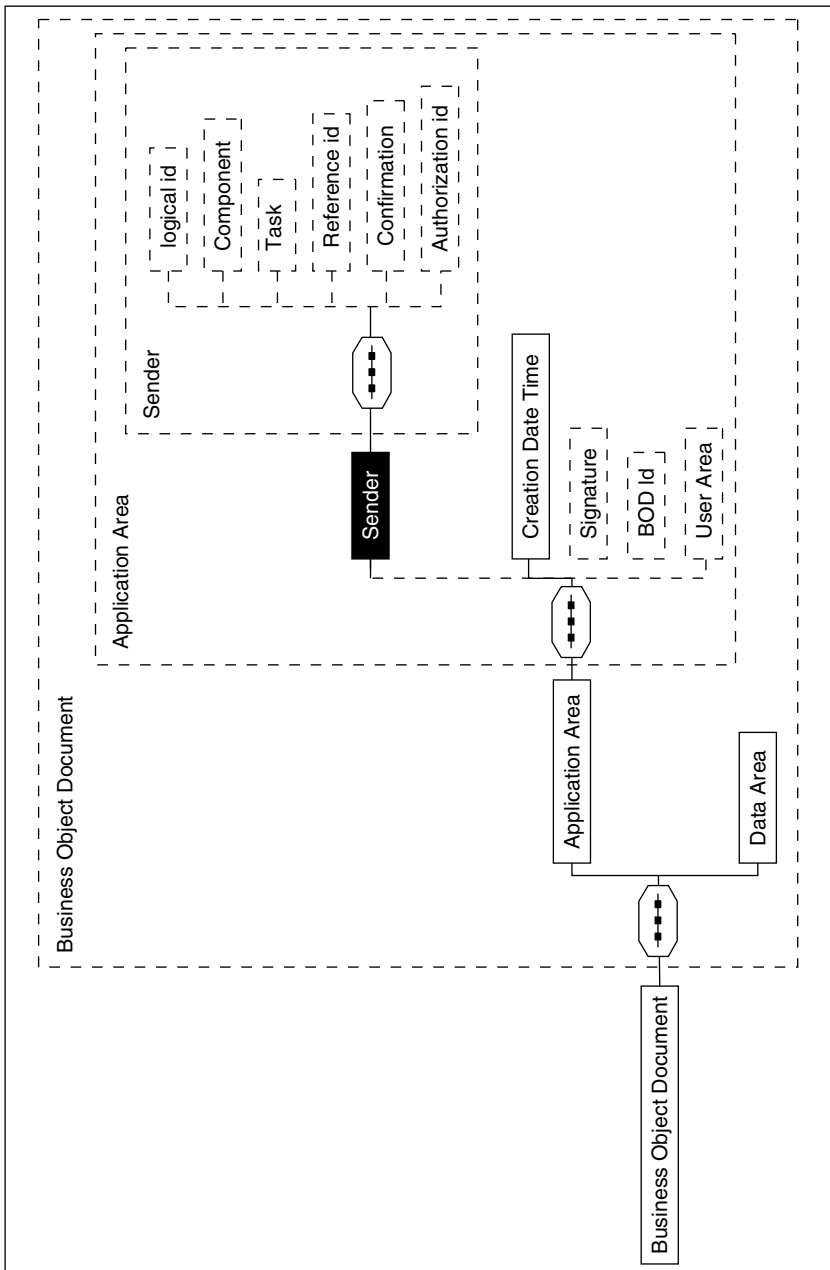 Business Object Document
Application Area
Sender
logical id
Component
Task
Reference id
Confirmation
Authorization id
Sender
Creation Date Time
Signature
BOD Id
User Area
Application Area
Data Area
Business Object Document